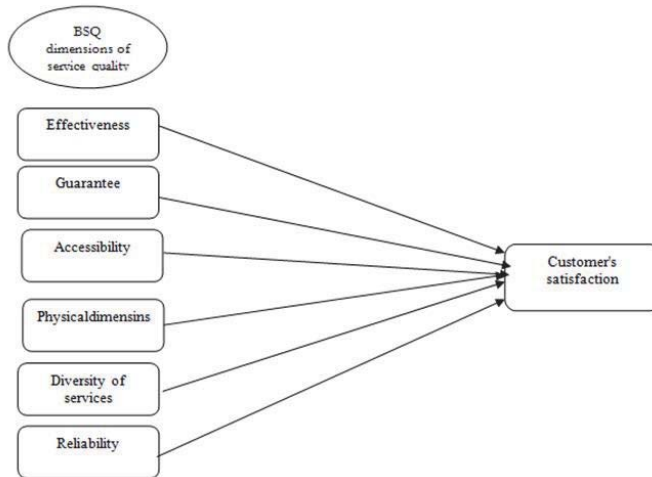 BSQ
dimensions of
service quality
Effectiveness
Guarantee
Accessibility
Customer's
satisfaction
Physicaldimensins
Diversity of
services
Reliability